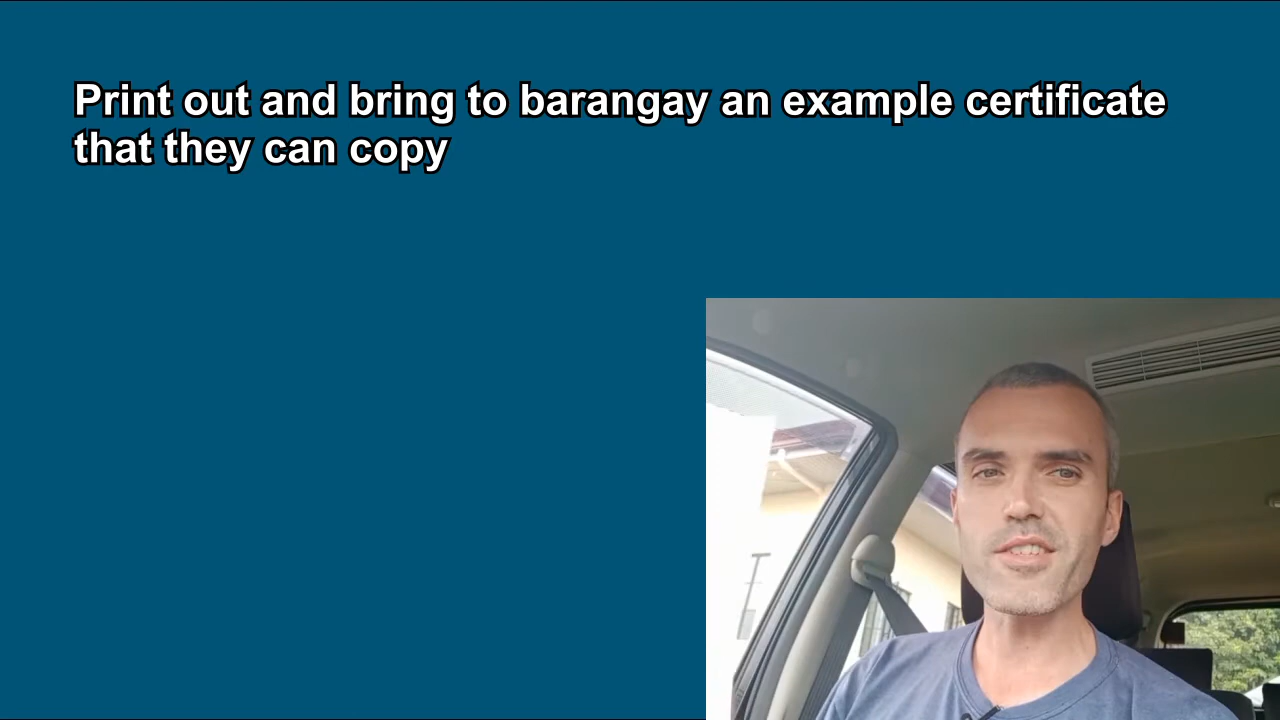 Print out and bring to barangay an example certificate
that they can copy